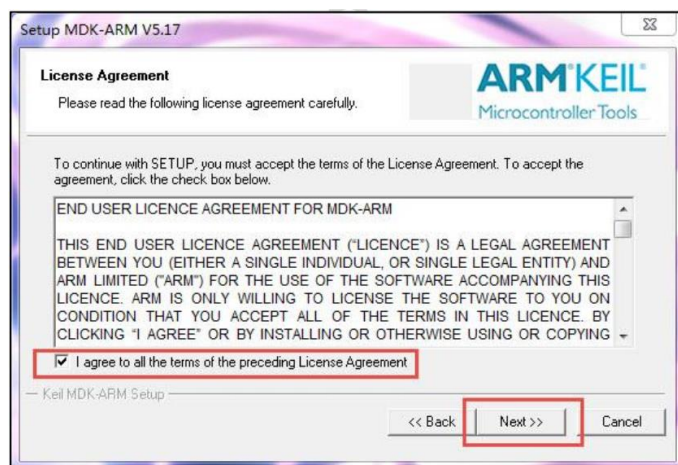 Setup MDK-ARM V5.17
License Agreement
Please read the following license agreement carefully.
ARM®KEIL®
Microcontroller Tools
To continue with SETUP, you must accept the terms of the License Agreement. To accept the
agreement, click the check box below.
END USER LICENCE AGREEMENT FOR MDK-ARM
THIS END USER LICENCE AGREEMENT ("LICENCE") IS A LEGAL AGREEMENT
BETWEEN YOU (EITHER A SINGLE INDIVIDUAL, OR SINGLE LEGAL ENTITY) AND
ARM LIMITED ("ARM") FOR THE USE OF THE SOFTWARE ACCOMPANYING THIS
LICENCE. ARM IS ONLY WILLING TO LICENSE THE SOFTWARE TO YOU ON
CONDITION THAT YOU ACCEPT ALL OF THE TERMS IN THIS LICENCE. BY
CLICKING "I AGREE" OR BY INSTALLING OR OTHERWISE USING OR COPYING
I agree to all the terms of the preceding License Agreement
Keil MDK-ARM Setup
<< Back
Next >>
Cancel